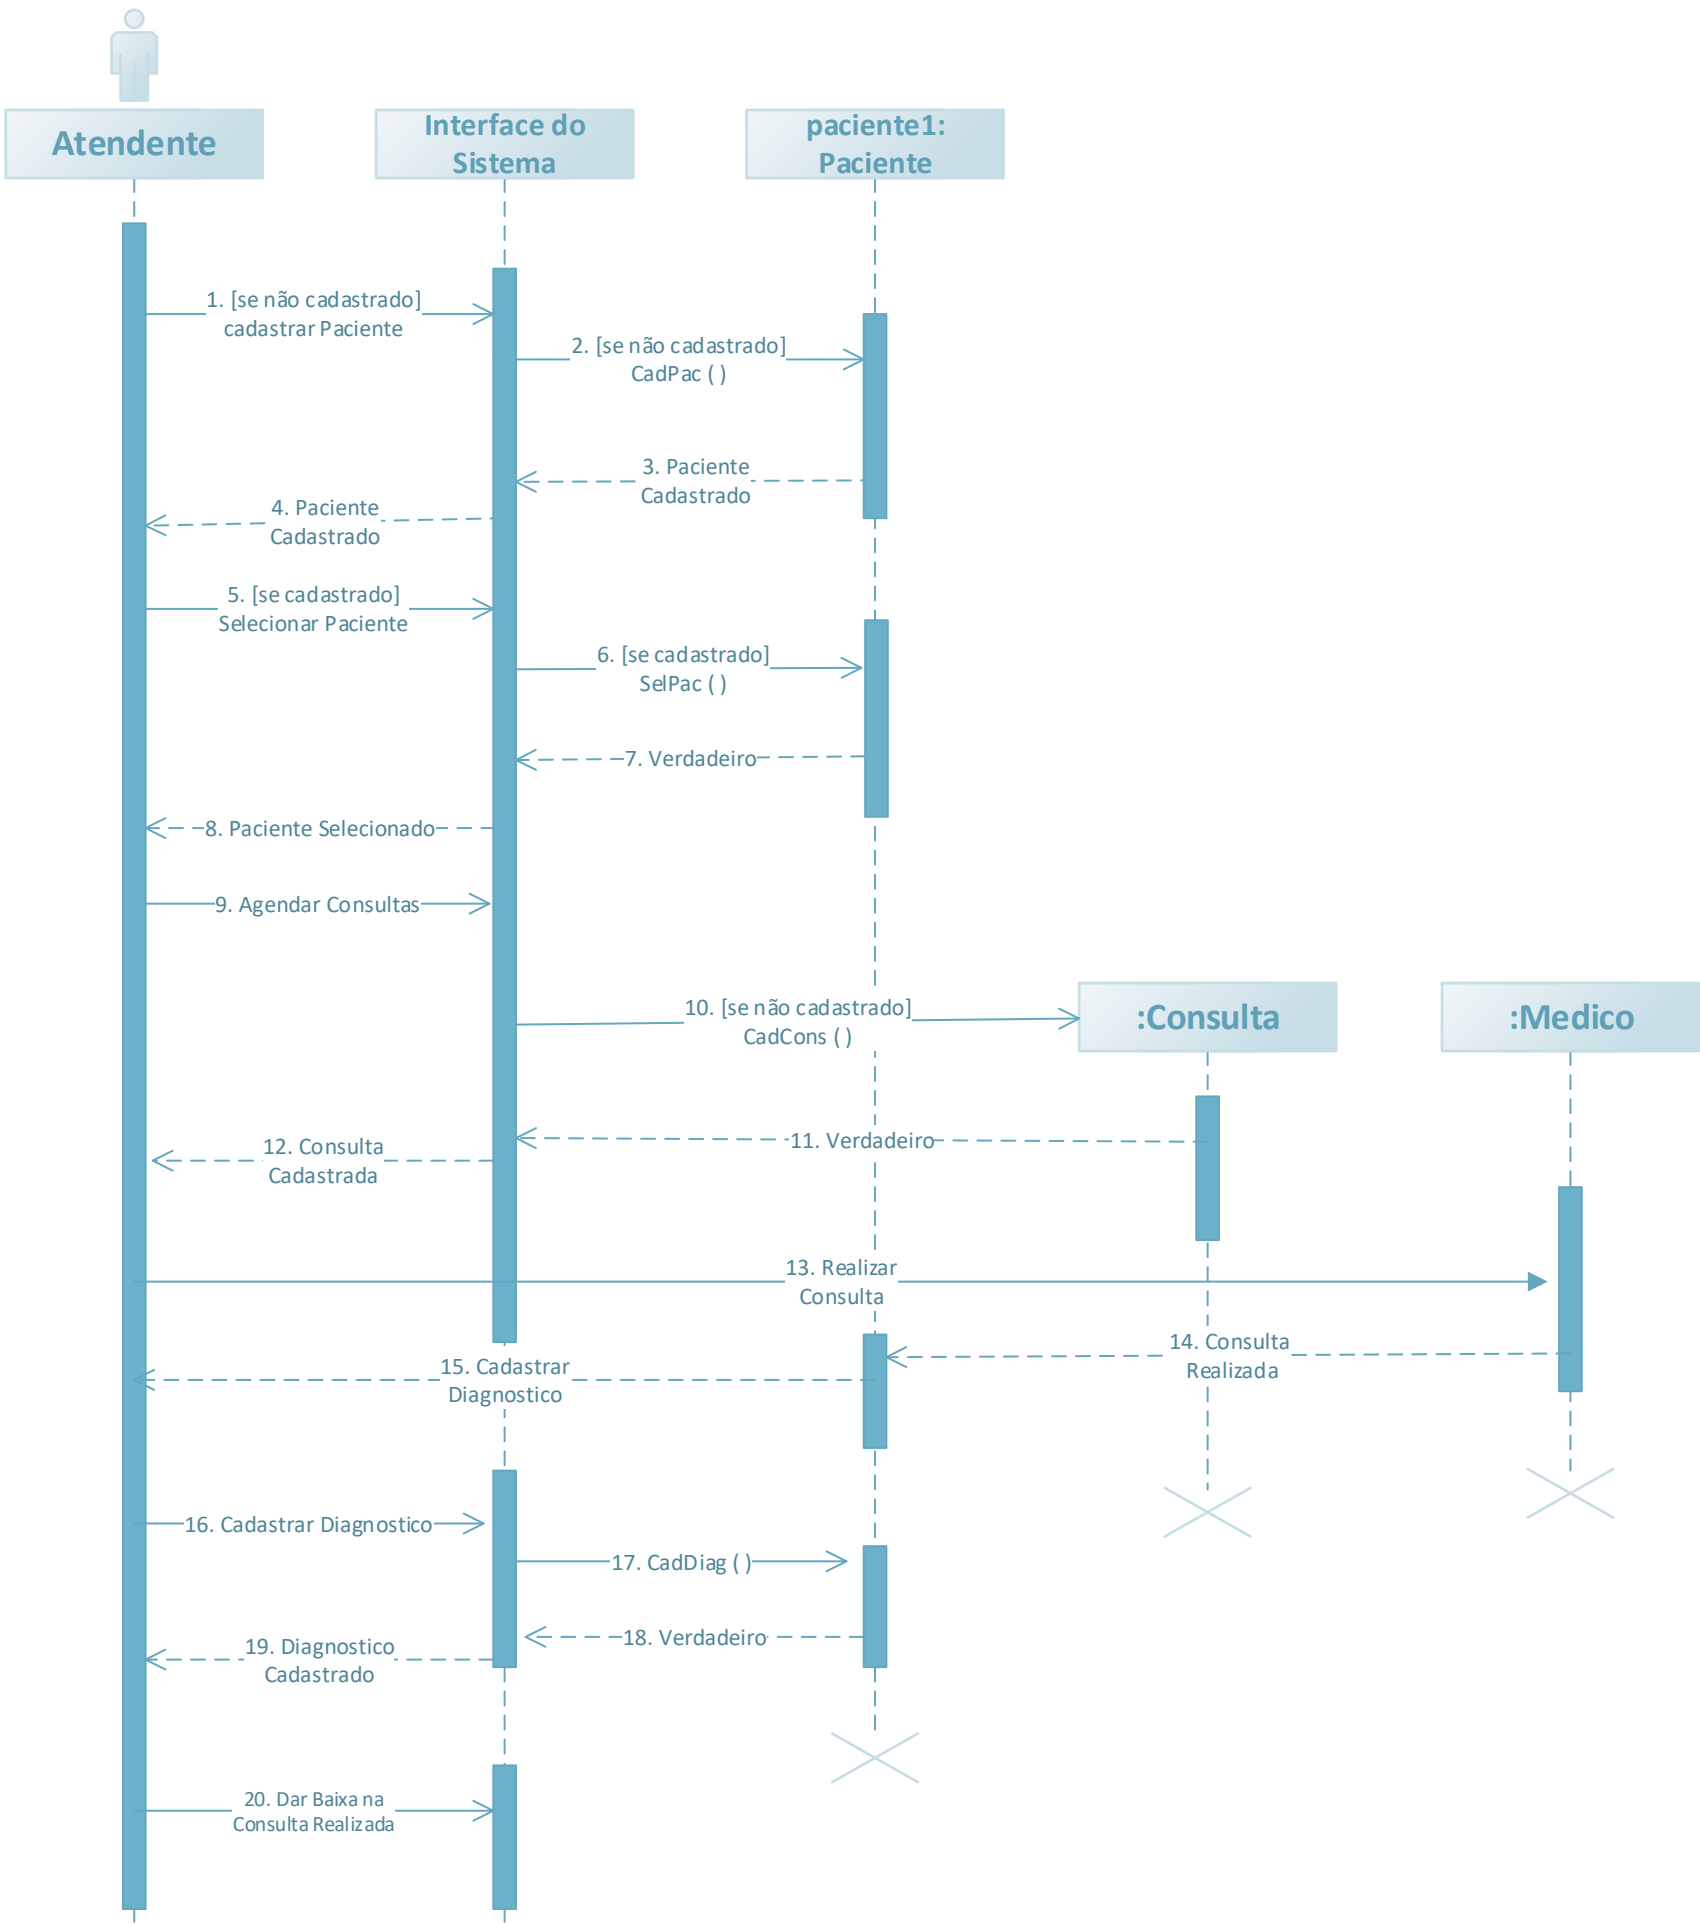 Atendente
Interface do
Sistema
paciente1:
Paciente
1. [se não cadastrado]
cadastrar Paciente
2. [se não cadastrado]
CadPac ( )
3. Paciente
Cadastrado
4. Paciente
Cadastrado
5. [se cadastrado]
Selecionar Paciente
6. [se cadastrado]
SelPac ( )
7. Verdadeiro
8. Paciente Selecionado
9. Agendar Consultas
10. [se não cadastrado]
CadCons ( )
:Consulta
:Medico
11. Verdadeiro
12. Consulta
Cadastrada
13. Realizar
Consulta
14. Consulta
Realizada
15. Cadastrar
Diagnostico
16. Cadastrar Diagnostico
17. CadDiag ( )
18. Verdadeiro
19. Diagnostico
Cadastrado
20. Dar Baixa na
Consulta Realizada